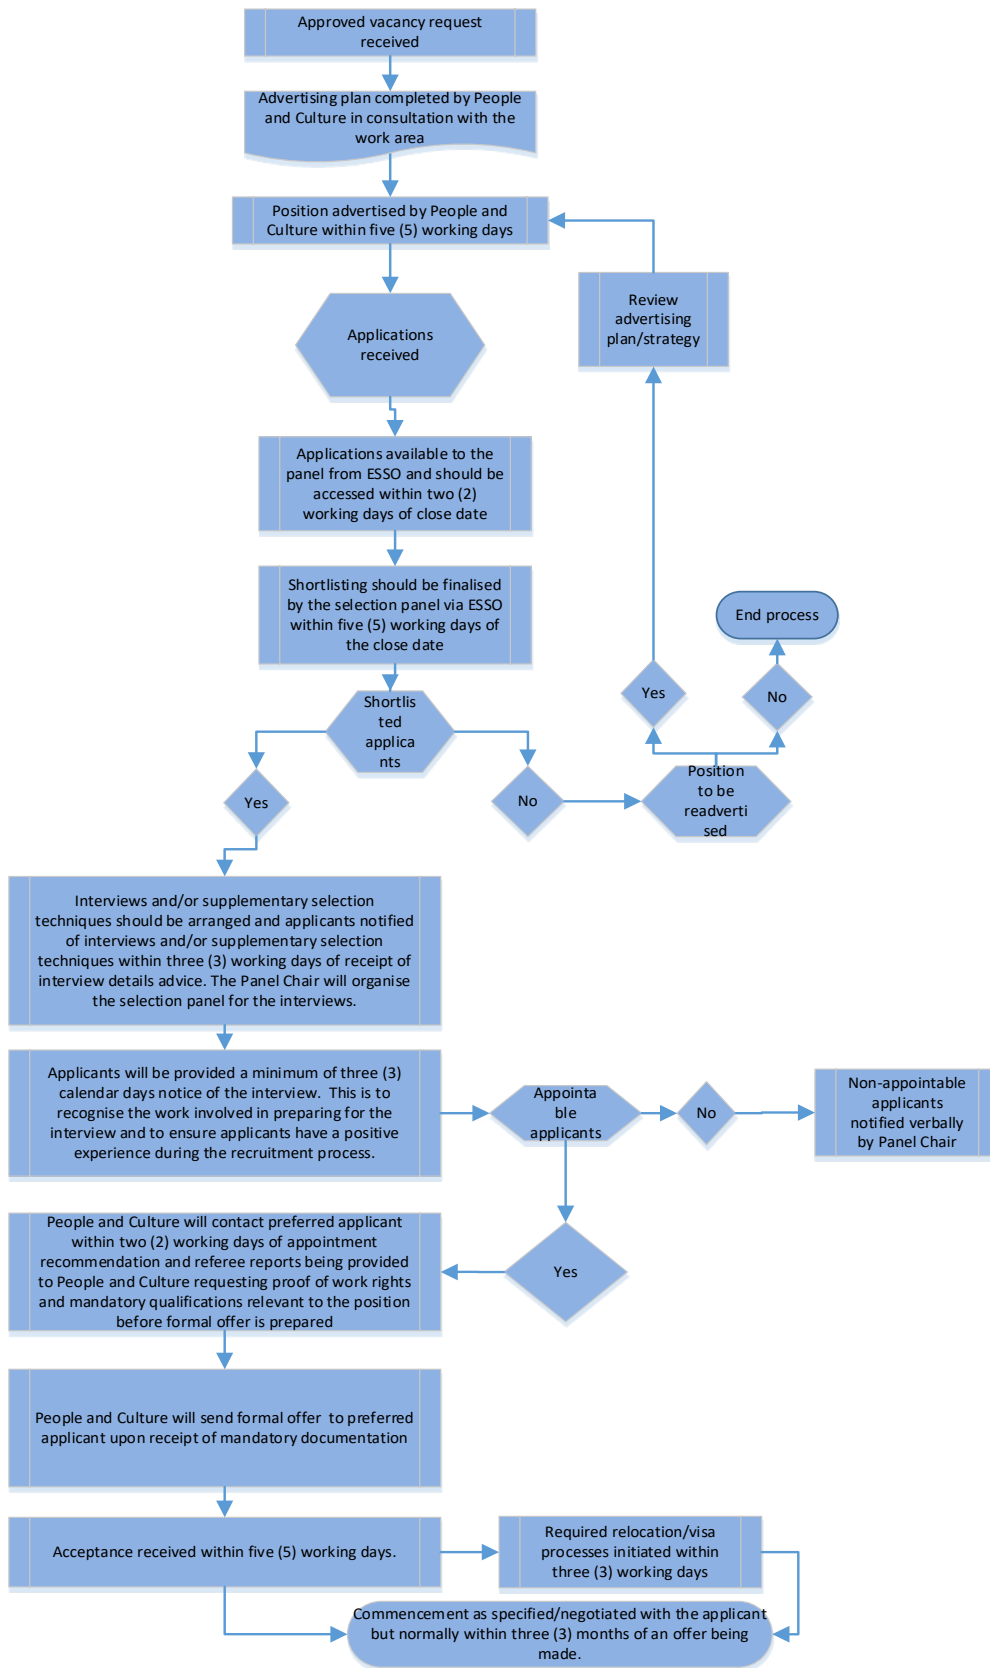 Approved vacancy request
received
Advertising plan completed by People
and Culture in consultation with the
work area
Position advertised by People and
Culture within five (5) working days
Review
advertising
plan/strategy
Applications
received
Applications available to the
panel from ESSO and should be
accessed within two (2)
working days of close date
Shortlisting should be finalised
by the selection panel via ESSO
within five (5) working days of
the close date
End process
Yes
No
Shortlis
ted
applica
nts
Yes
No
Position
to be
readverti
sed
Interviews and/or supplementary selection
techniques should be arranged and applicants notified
of interviews and/or supplementary selection
techniques within three (3) working days of receipt of
interview details advice. The Panel Chair will organise
the selection panel for the interviews.
Applicants will be provided a minimum of three (3)
calendar days notice of the interview.  This is to
recognise the work involved in preparing for the
interview and to ensure applicants have a positive
experience during the recruitment process.
Appointa
ble
applicants
No
Non-appointable
applicants
notified verbally
by Panel Chair
People and Culture will contact preferred applicant
within two (2) working days of appointment
recommendation and referee reports being provided
to People and Culture requesting proof of work rights
and mandatory qualifications relevant to the position
before formal offer is prepared
Yes
People and Culture will send formal offer  to preferred
applicant upon receipt of mandatory documentation
Acceptance received within five (5) working days.
Required relocation/visa
processes initiated within
three (3) working days
Commencement as specified/negotiated with the applicant
but normally within three (3) months of an offer being
made.